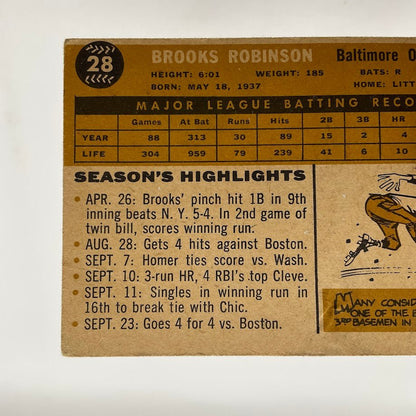 28
BROOKS ROBINSON Baltimore O
HEIGHT: 6:01 WEIGHT: 185 BATS: R
BORN: MAY 18, 1937 HOME: LITT
MAJOR LEAGUE BATTING RECO
Games At Bat Runs Hits 2B 3B
YEAR 88 313 30 89 15 2 4
LIFE 304 959 79 239 41 6 10
SEASON'S HIGHLIGHTS
• APR. 26: Brooks' pinch hit 1B in 9th
inning beats N. Y. 5-4. In 2nd game of
twin bill, scores winning run.
• AUG. 28: Gets 4 hits against Boston.
• SEPT. 7: Homer ties score vs. Wash.
• SEPT. 10: 3-run HR, 4 RBI's top Cleve.
• SEPT. 11: Singles in winning run in
16th to break tie with Chic.
• SEPT. 23: Goes 4 for 4 vs. Boston.
MANY CONSID
ONE OF THE B
3RD BASEMEN IN